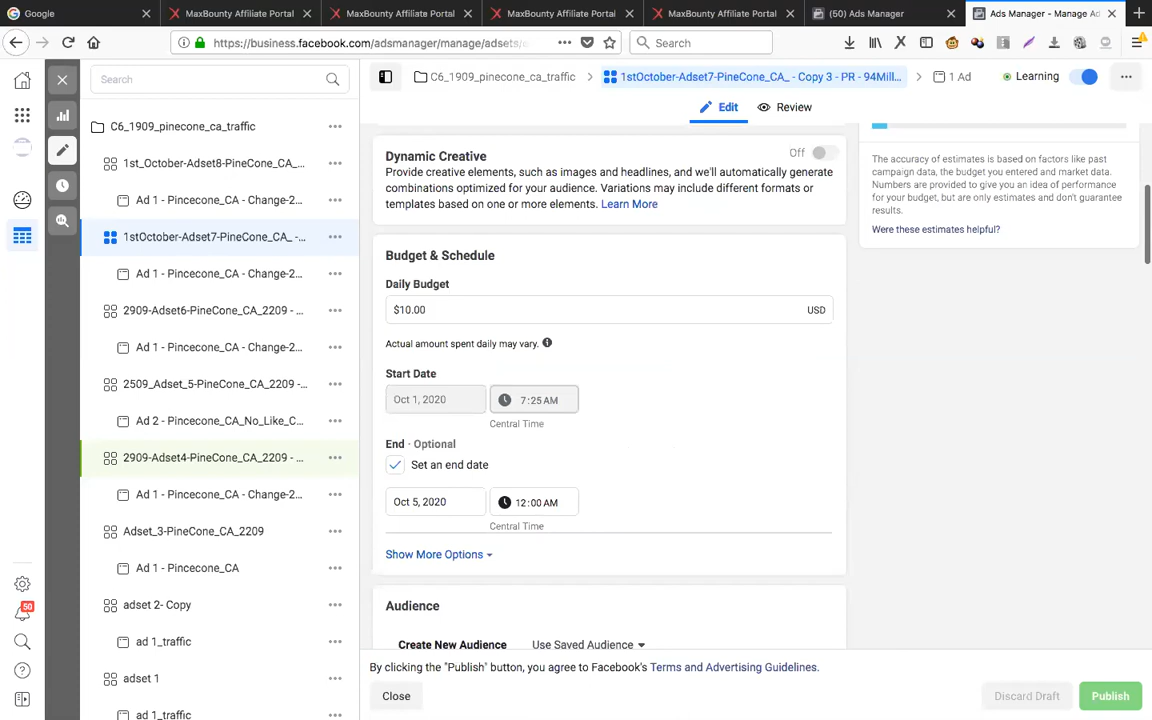 Google
MaxBounty Affiliate Portal
MaxBounty Affiliate Portal
MaxBounty Affiliate Portal
MaxBounty Affiliate Portal
(50) Ads Manager
Ads Manager - Manage Ad
https://business.facebook.com/adsmanager/manage/adsets/
Search
Search
C6_1909_pinecone_ca_traffic
1stOctober-Adset7-PineCone_CA_ - Copy 3 - PR - 94Mill...
1 Ad
Learning
Edit
Review
C6_1909_pinecone_ca_traffic
1st_October-Adset8-PineCone_CA_...
Ad 1 - Pincecone_CA - Change-2...
1stOctober-Adset7-PineCone_CA_ -...
Ad 1 - Pincecone_CA - Change-2...
2909-Adset6-PineCone_CA_2209 - ...
Ad 1 - Pincecone_CA - Change-2...
2509_Adset_5-PineCone_CA_2209 -...
Ad 2 - Pincecone_CA_No_Like_C...
2909-Adset4-PineCone_CA_2209 - ...
Ad 1 - Pincecone_CA - Change-2...
Adset_3-PineCone_CA_2209
Ad 1 - Pincecone_CA
adset 2- Copy
ad 1_traffic
adset 1
ad 1_traffic
50
Dynamic Creative
Off
Provide creative elements, such as images and headlines, and we'll automatically generate
combinations optimized for your audience. Variations may include different formats or
templates based on one or more elements. Learn More
Budget & Schedule
Daily Budget
$10.00
USD
Actual amount spent daily may vary.
Start Date
Oct 1, 2020
7:25AM
Central Time
End · Optional
Set an end date
Oct 5, 2020
12:00AM
Central Time
Show More Options
Audience
Create New Audience
Use Saved Audience
The accuracy of estimates is based on factors like past
campaign data, the budget you entered and market data.
Numbers are provided to give you an idea of performance
for your budget, but are only estimates and don't guarantee
results.
Were these estimates helpful?
By clicking the "Publish" button, you agree to Facebook's Terms and Advertising Guidelines.
Close
Discard Draft
Publish